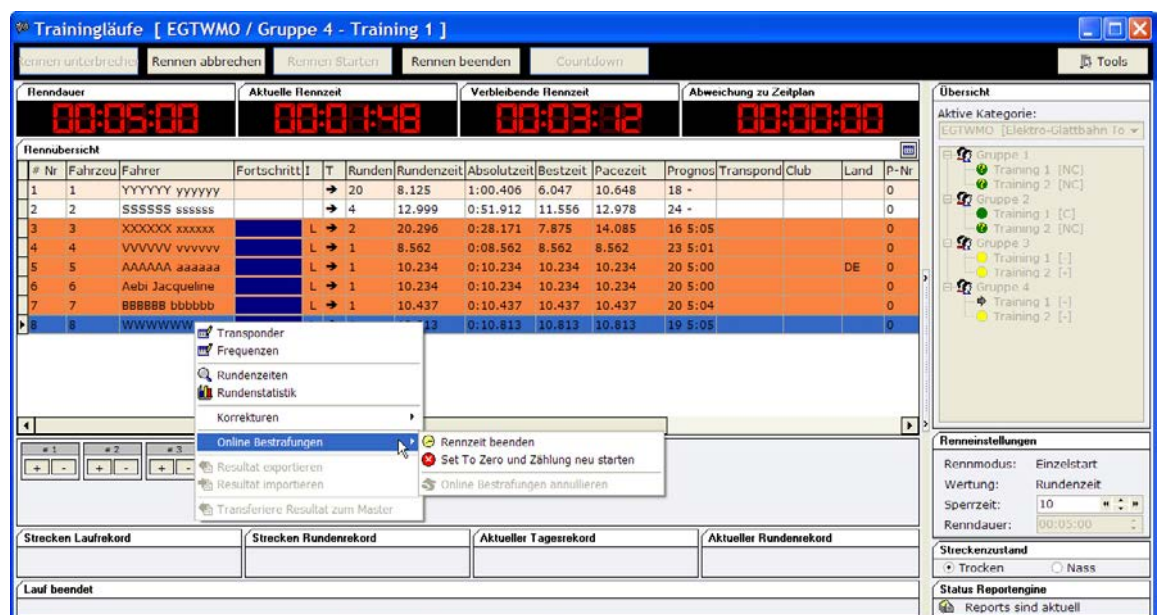 Trainingläufe [ EGTWMO / Gruppe 4 - Training 1 ]
Rennen unterbrechen Rennen abbrechen Rennen Starten Rennen beenden Countdown Tools
Renndauer Aktuelle Rennzeit Verbleibende Rennzeit Abweichung zu Zeitplan
00:05:00 00:01:48 00:03:12 00:00:00
Rennübersicht
# Nr Fahrzeu Fahrer Fortschritt I T Runden Rundenzeit Absolutzeit Bestzeit Pacezeit Prognos Transpond Club Land P-Nr
1 1 YYYYYY yyyyyy 20 8.125 1:00.406 6.047 10.648 18 - 0
2 2 SSSSSS ssssss 4 12.999 0:51.912 11.556 12.978 24 - 0
3 3 XXXXXX xxxxxx L 2 20.296 0:28.171 7.875 14.085 16 5:05 0
4 4 VVVVVV vvvvvv L 1 8.562 0:08.562 8.562 8.562 23 5:01 0
5 5 AAAAAA aaaaaa L 1 10.234 0:10.234 10.234 10.234 20 5:00 DE 0
6 6 Aebi Jacqueline L 1 10.234 0:10.234 10.234 10.234 20 5:00 0
7 7 BBBBBB bbbbbb L 1 10.437 0:10.437 10.437 10.437 20 5:04 0
8 8 WWWWWW 0:10.813 10.813 10.813 19 5:05 0
Transponder
Frequenzen
Rundenzeiten
Rundenstatistik
Korrekturen
Online Bestrafungen
Resultat exportieren
Resultat importieren
Transferiere Resultat zum Master
Rennzeit beenden
Set To Zero und Zählung neu starten
Online Bestrafungen annullieren
# 1 # 2 # 3
+ - + - + -
Strecken Laufrekord Strecken Rundenrekord Aktueller Tagesrekord Aktueller Rundenrekord
Lauf beendet
Übersicht
Aktive Kategorie:
EGTWMO [Elektro-Glattbahn To
Gruppe 1
Training 1 [NC]
Training 2 [NC]
Gruppe 2
Training 1 [C]
Training 2 [NC]
Gruppe 3
Training 1 [-]
Training 2 [-]
Gruppe 4
Training 1 [-]
Training 2 [-]
Renneinstellungen
Rennmodus: Einzelstart
Wertung: Rundenzeit
Sperrzeit: 10
Renndauer: 00:05:00
Streckenzustand
Trocken Nass
Status Reportengine
Reports sind aktuell